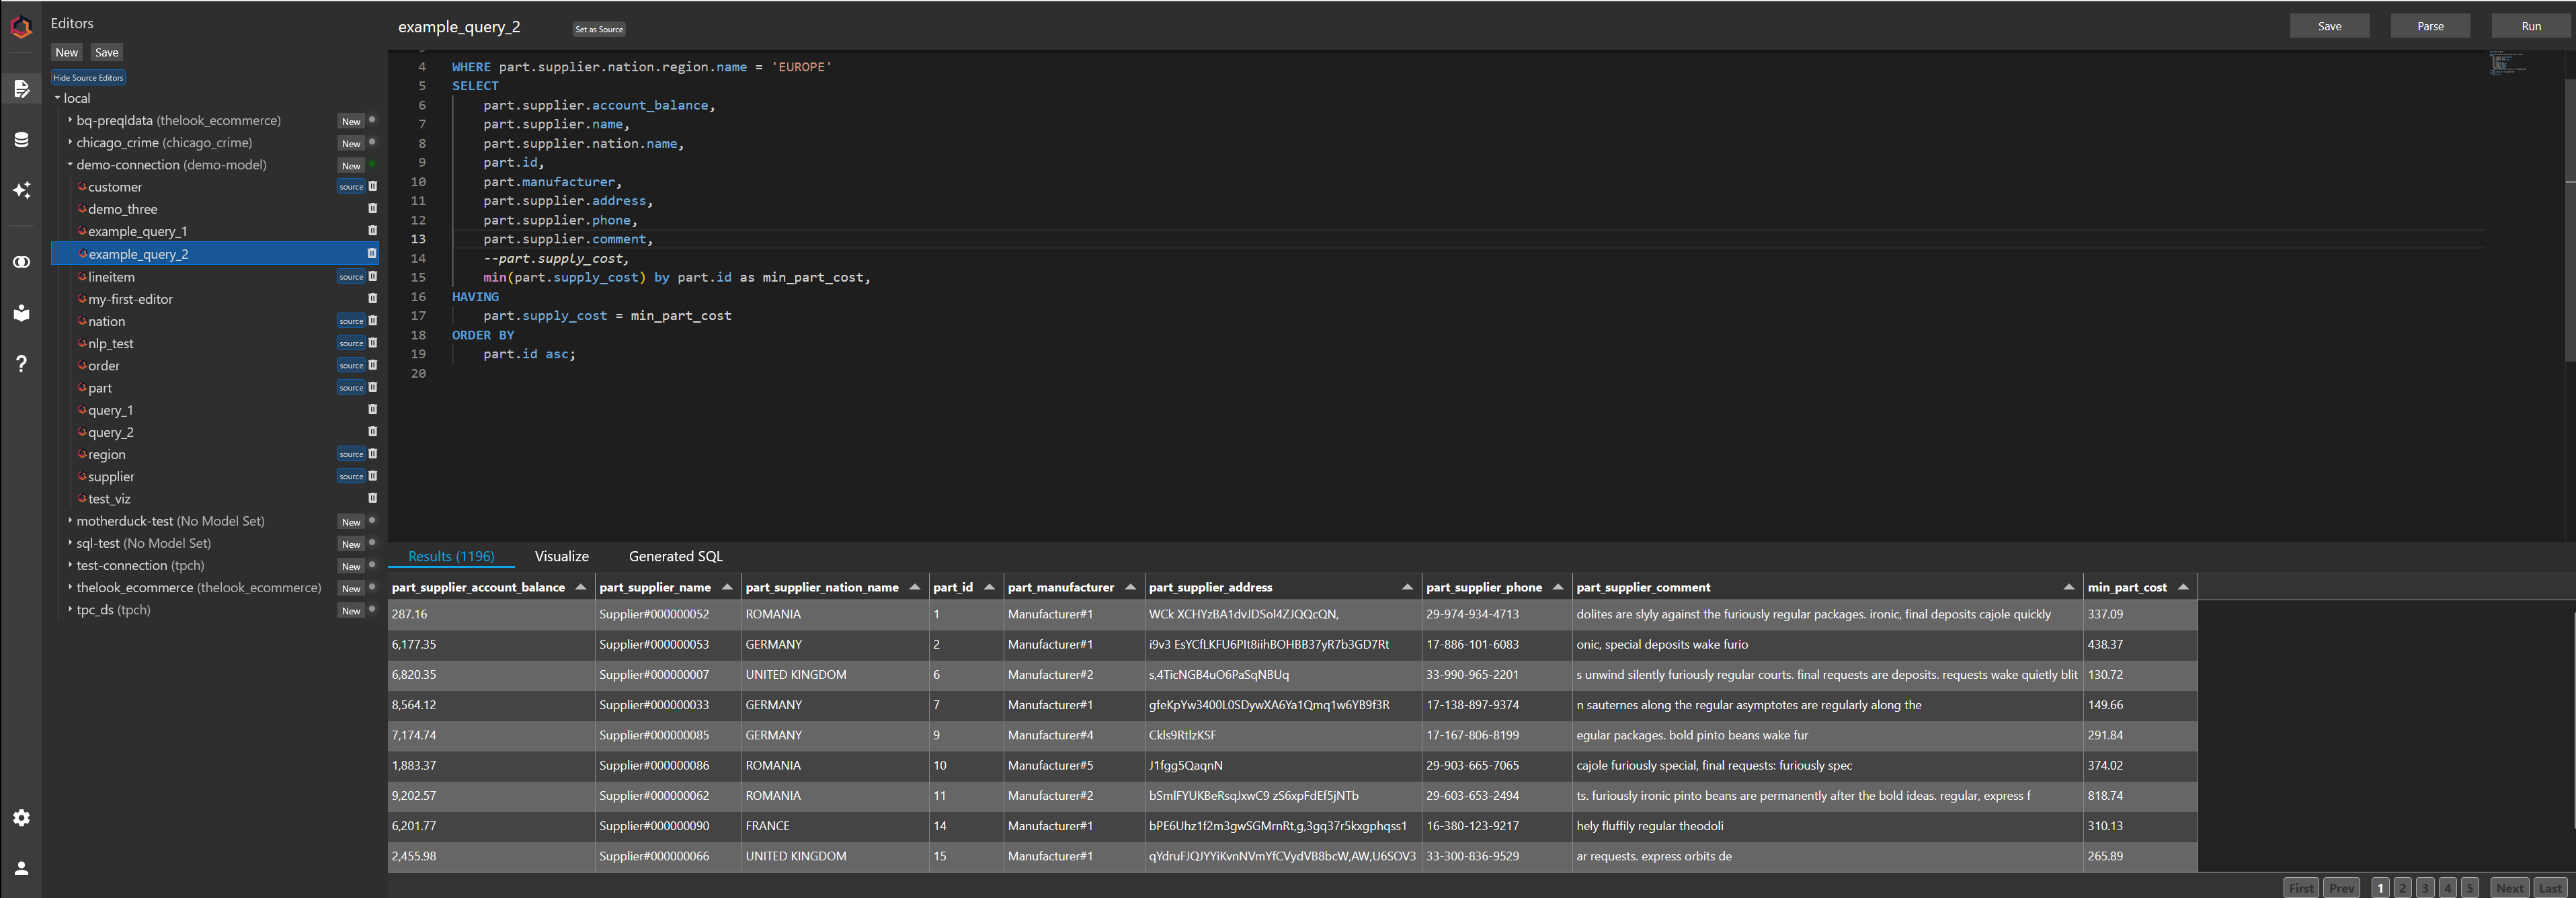 Editors
New Save
Hide Source Editors
local
bq-preqldata (thelook_ecommerce) New
chicago_crime (chicago_crime) New
demo-connection (demo-model) New
customer source
demo_three
example_query_1
example_query_2
lineitem source
my-first-editor
nation source
nlp_test source
order source
part source
query_1
query_2
region source
supplier source
test_viz
motherduck-test (No Model Set) New
sql-test (No Model Set) New
test-connection (tpch) New
thelook_ecommerce (thelook_ecommerce) New
tpc_ds (tpch) New
example_query_2 Set as Source Save Parse Run
4 WHERE part.supplier.nation.region.name = 'EUROPE'
5 SELECT
6 part.supplier.account_balance,
7 part.supplier.name,
8 part.supplier.nation.name,
9 part.id,
10 part.manufacturer,
11 part.supplier.address,
12 part.supplier.phone,
13 part.supplier.comment,
14 --part.supply_cost,
15 min(part.supply_cost) by part.id as min_part_cost,
16 HAVING
17 part.supply_cost = min_part_cost
18 ORDER BY
19 part.id asc;
20
Results (1196) Visualize Generated SQL
part_supplier_account_balance part_supplier_name part_supplier_nation_name part_id part_manufacturer part_supplier_address part_supplier_phone part_supplier_comment min_part_cost
287.16 Supplier#000000052 ROMANIA 1 Manufacturer#1 WCk XCHYzBA1dvJDSol4ZJQQcQN, 29-974-934-4713 dolites are slyly against the furiously regular packages. ironic, final deposits cajole quickly 337.09
6,177.35 Supplier#000000053 GERMANY 2 Manufacturer#1 i9v3 EsYCfLKFU6PIt8iihBOHBB37yR7b3GD7Rt 17-886-101-6083 onic, special deposits wake furio 438.37
6,820.35 Supplier#000000007 UNITED KINGDOM 6 Manufacturer#2 s,4TicNGB4uO6PaSqNBUq 33-990-965-2201 s unwind silently furiously regular courts. final requests are deposits. requests wake quietly blit 130.72
8,564.12 Supplier#000000033 GERMANY 7 Manufacturer#1 gfeKpYw3400L0SDywXA6Ya1Qmq1w6YB9f3R 17-138-897-9374 n sauternes along the regular asymptotes are regularly along the 149.66
7,174.74 Supplier#000000085 GERMANY 9 Manufacturer#4 Ckls9RtlzKSF 17-167-806-8199 egular packages. bold pinto beans wake fur 291.84
1,883.37 Supplier#000000086 ROMANIA 10 Manufacturer#5 J1fgg5QaqnN 29-903-665-7065 cajole furiously special, final requests: furiously spec 374.02
9,202.57 Supplier#000000062 ROMANIA 11 Manufacturer#2 bSmlFYUKBeRsqJxwC9 zS6xpFdEf5jNTb 29-603-653-2494 ts. furiously ironic pinto beans are permanently after the bold ideas. regular, express f 818.74
6,201.77 Supplier#000000090 FRANCE 14 Manufacturer#1 bPE6Uhz1f2m3gwSGMrnRt,g,3gq37r5kxgphqss1 16-380-123-9217 hely fluffily regular theodoli 310.13
2,455.98 Supplier#000000066 UNITED KINGDOM 15 Manufacturer#1 qYdruFJQJYYiKvnNVmYfCVydVB8bcW,AW,U6SOV3 33-300-836-9529 ar requests. express orbits de 265.89
First Prev 1 2 3 4 5 Next Last